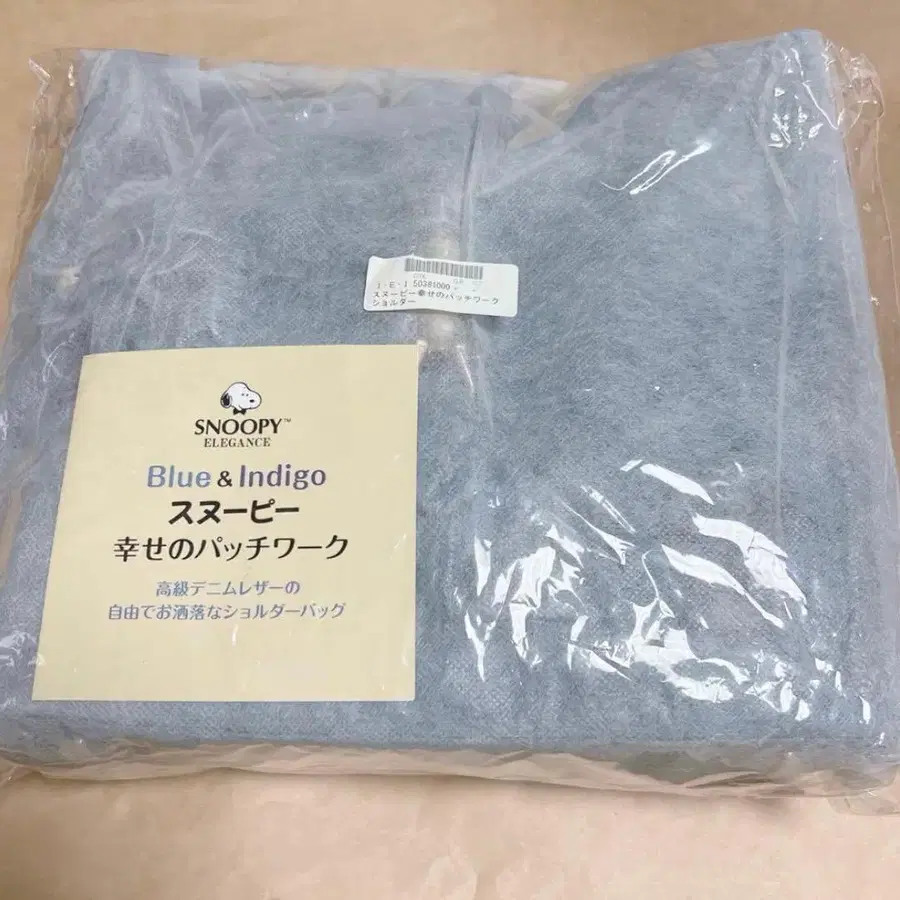 I-E-1 50381000
スヌーピー幸せのパッチワーク
ショルダー
SNOOPY™
ELEGANCE
Blue & Indigo
スヌーピー
幸せのパッチワーク
高級デニムレザーの
自由でお洒落なショルダーバッグ